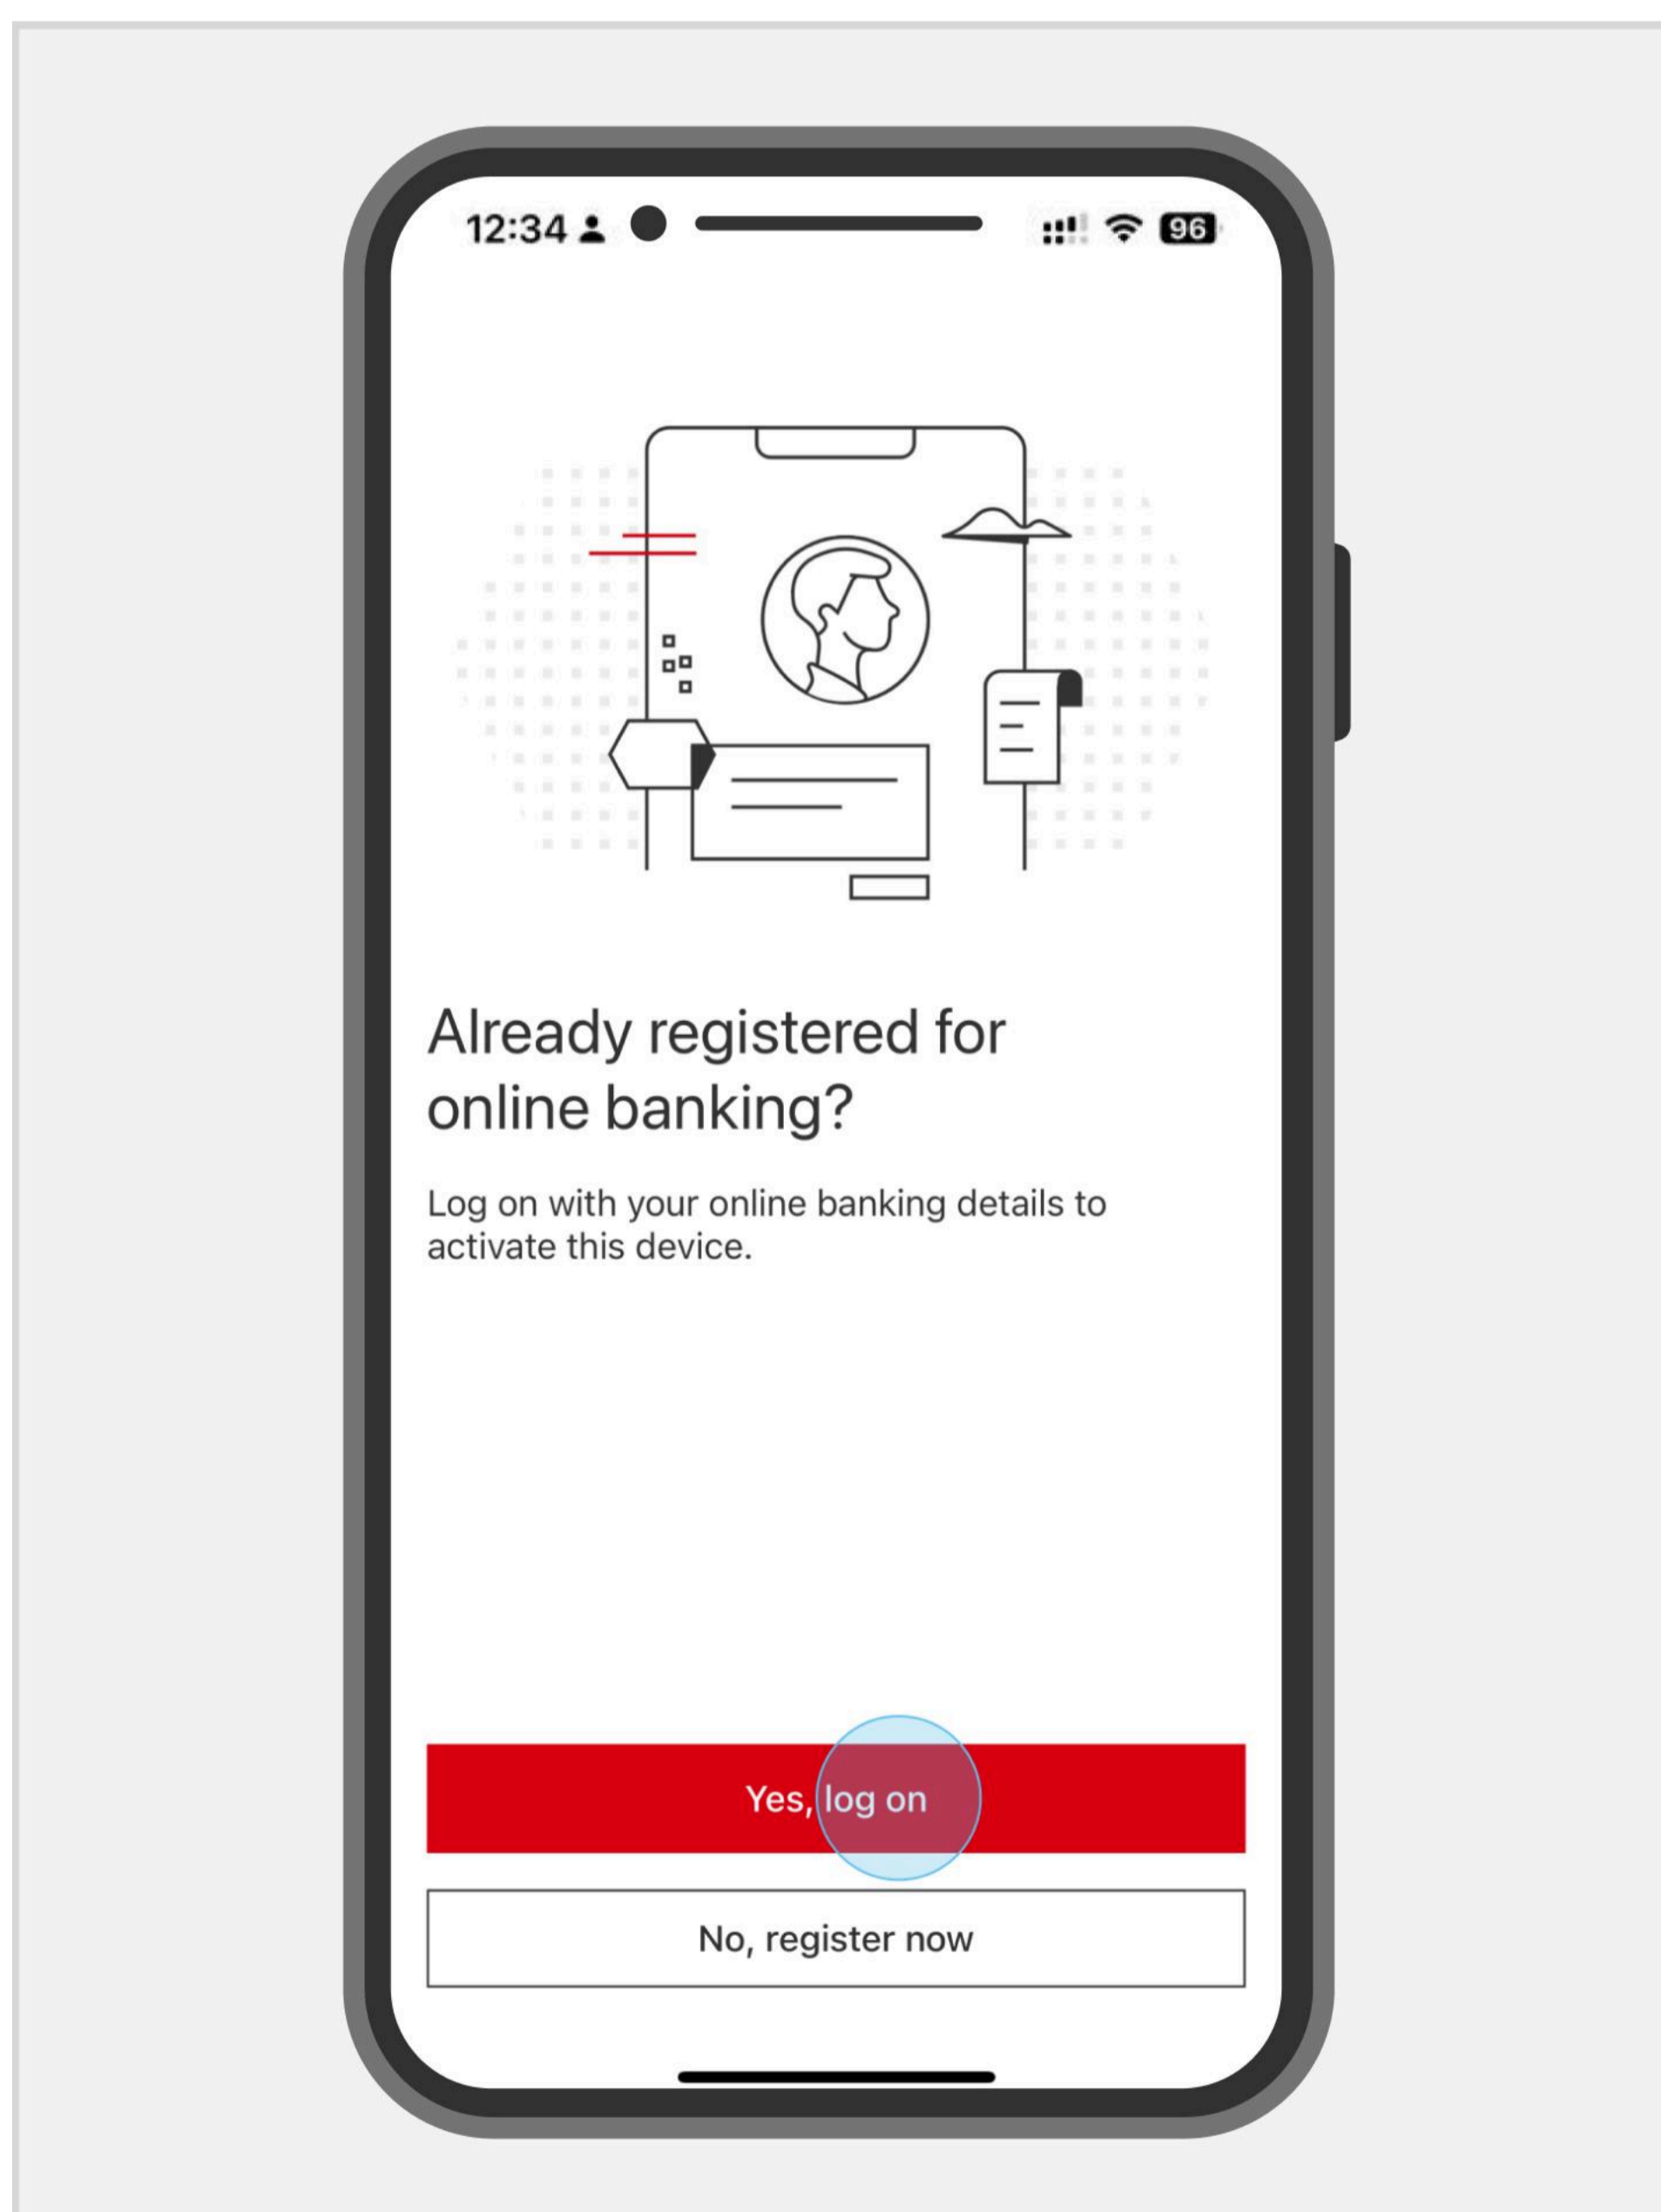 12:34
96
Already registered for
online banking?
Log on with your online banking details to
activate this device.
Yes, log on
No, register now